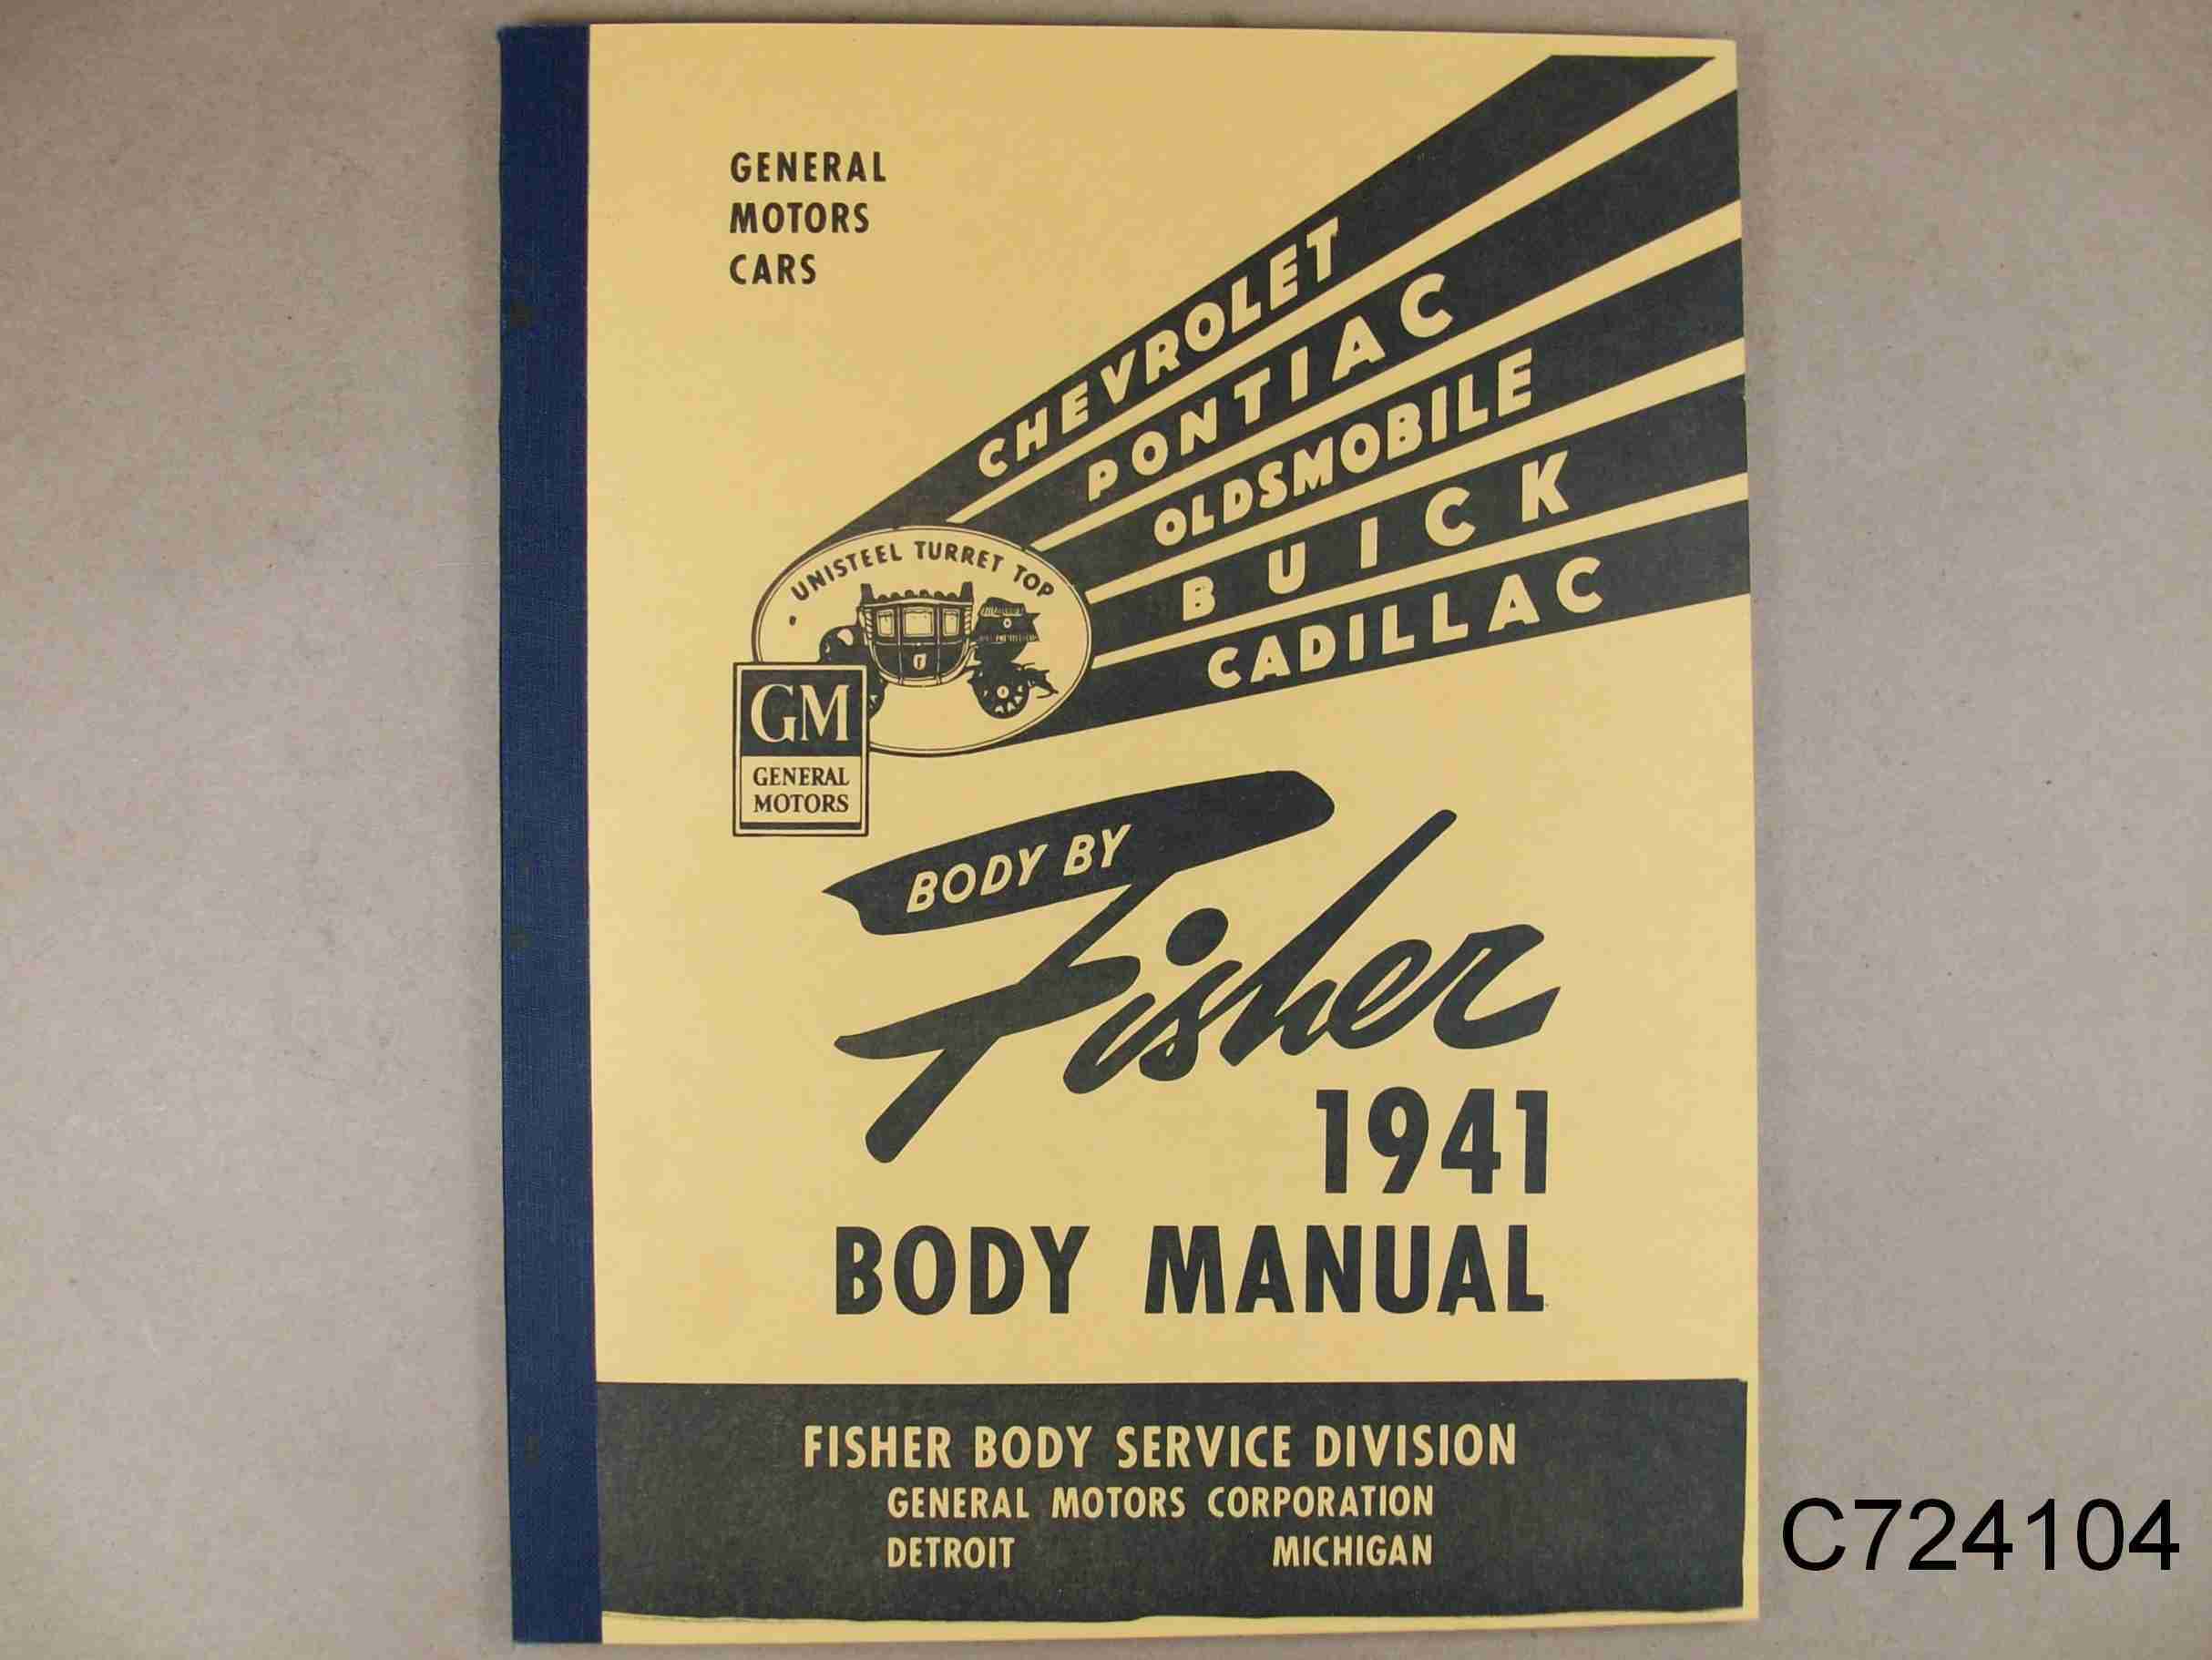 GENERAL
MOTORS
CARS
CHEVROLET
PONTIAC
OLDSMOBILE
BUICK
CADILLAC
UNISTEEL TURRET TOP
GM
GENERAL
MOTORS
BODY BY
Fisher
1941
BODY MANUAL
FISHER BODY SERVICE DIVISION
GENERAL MOTORS CORPORATION
DETROIT MICHIGAN
C724104